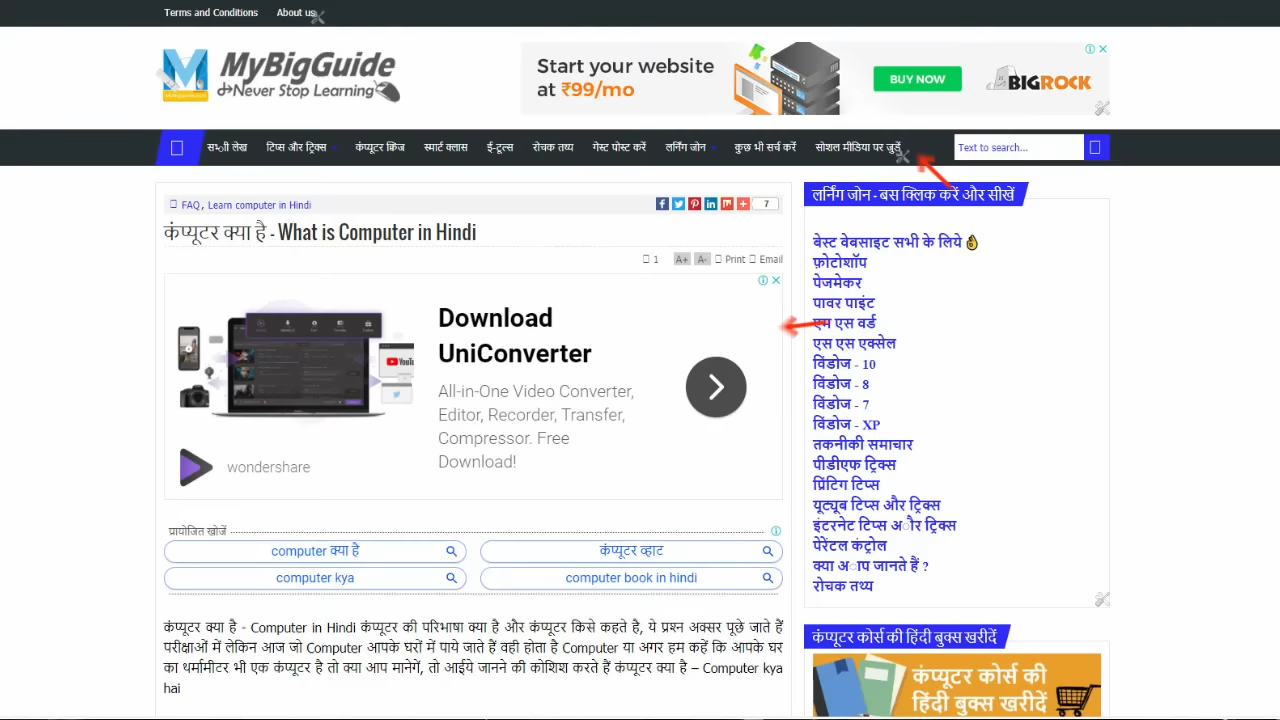 Terms and Conditions About us
MyBigGuide
Never Stop Learning
Start your website
at ₹99/mo
BUY NOW
BIGROCK
सभी लेख टिप्स और ट्रिक्स कंप्यूटर क्विज स्मार्ट क्लास ई-टूल्स रोचक तथ्य गेस्ट पोस्ट करें लर्निंग जोन कुछ भी सर्च करें सोशल मीडिया पर जुड़ें
Text to search...
FAQ, Learn computer in Hindi
7
कंप्यूटर क्या है - What is Computer in Hindi
1 A+ A- Print Email
Download
UniConverter
All-in-One Video Converter,
Editor, Recorder, Transfer,
Compressor. Free
Download!
wondershare
प्रायोजित खोजें
computer क्या है
कंप्यूटर व्हाट
computer kya
computer book in hindi
कंप्यूटर क्या है - Computer in Hindi कंप्यूटर की परिभाषा क्या है और कंप्यूटर किसे कहते है, ये प्रश्न अक्सर पूछे जाते हैं
परीक्षाओं में लेकिन आज जो Computer आपके घरों में पाये जाते हैं वही होता है Computer या अगर हम कहें कि आपके घर
का थर्मामीटर भी एक कंप्यूटर है तो क्या आप मानेगें, तो आईये जानने की कोशिश करते हैं कंप्यूटर क्या है – Computer kya
hai
लर्निंग जोन - बस क्लिक करें और सीखें
बेस्ट वेबसाइट सभी के लिये 👌
फ़ोटोशॉप
पेजमेकर
पावर पाइंट
एम एस वर्ड
एस एस एक्सेल
विंडोज - 10
विंडोज - 8
विंडोज - 7
विंडोज - XP
तकनीकी समाचार
पीडीएफ ट्रिक्स
प्रिंटिग टिप्स
यूट्यूब टिप्स और ट्रिक्स
इंटरनेट टिप्स अौर ट्रिक्स
पेरेंटल कंट्रोल
क्या अाप जानते हैं ?
रोचक तथ्य
कंप्यूटर कोर्स की हिंदी बुक्स खरीदें
कंप्यूटर कोर्स की
हिंदी बुक्स खरीदें